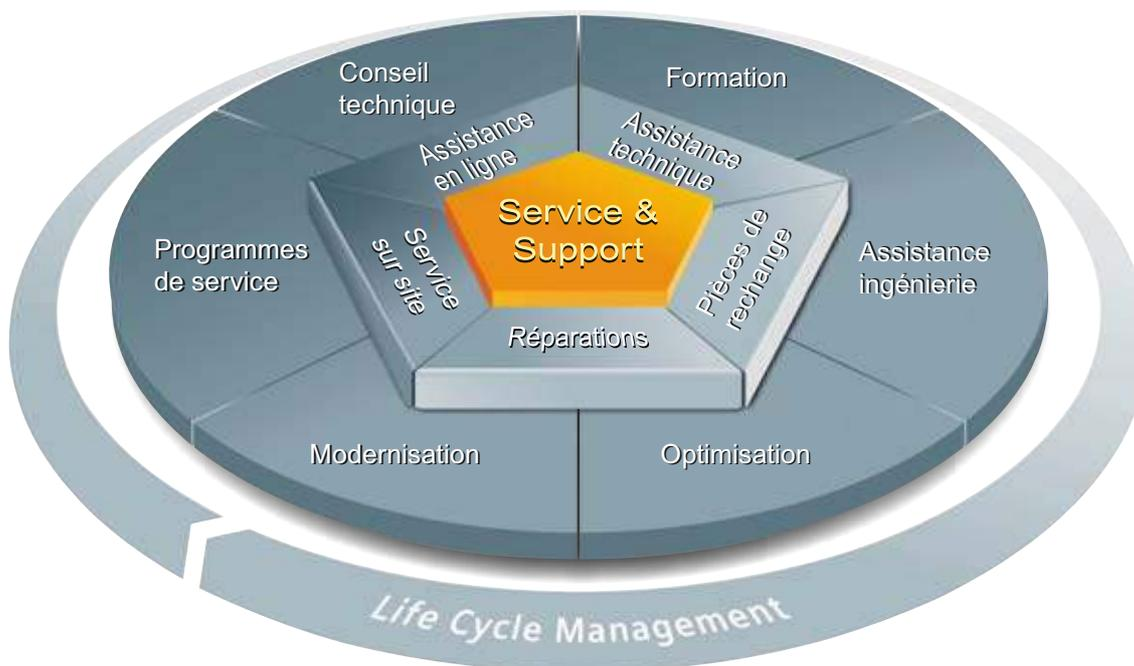 Conseil
technique
Formation
Assistance
en ligne
Assistance
technique
Service &
Support
Programmes
de service
Service
sur site
Pièces de
rechange
Assistance
ingénierie
Réparations
Modernisation
Optimisation
Life Cycle Management